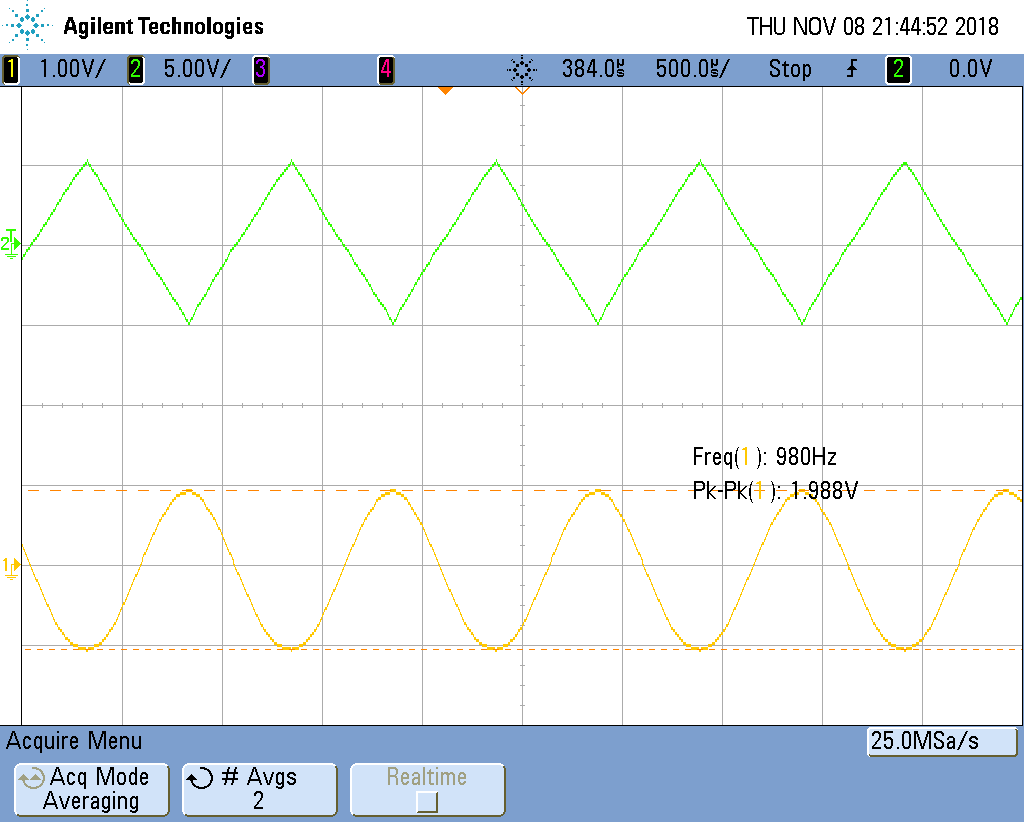 Agilent Technologies THU NOV 08 21:44:52 2018
1 1.00V/ 2 5.00V/ 3 4 384.0µs 500.0µs/ Stop 2 0.0V
T
2
Freq(1): 980Hz
Pk-Pk(1): 1.988V
1
Acquire Menu 25.0MSa/s
Acq Mode # Avgs Realtime
Averaging 2